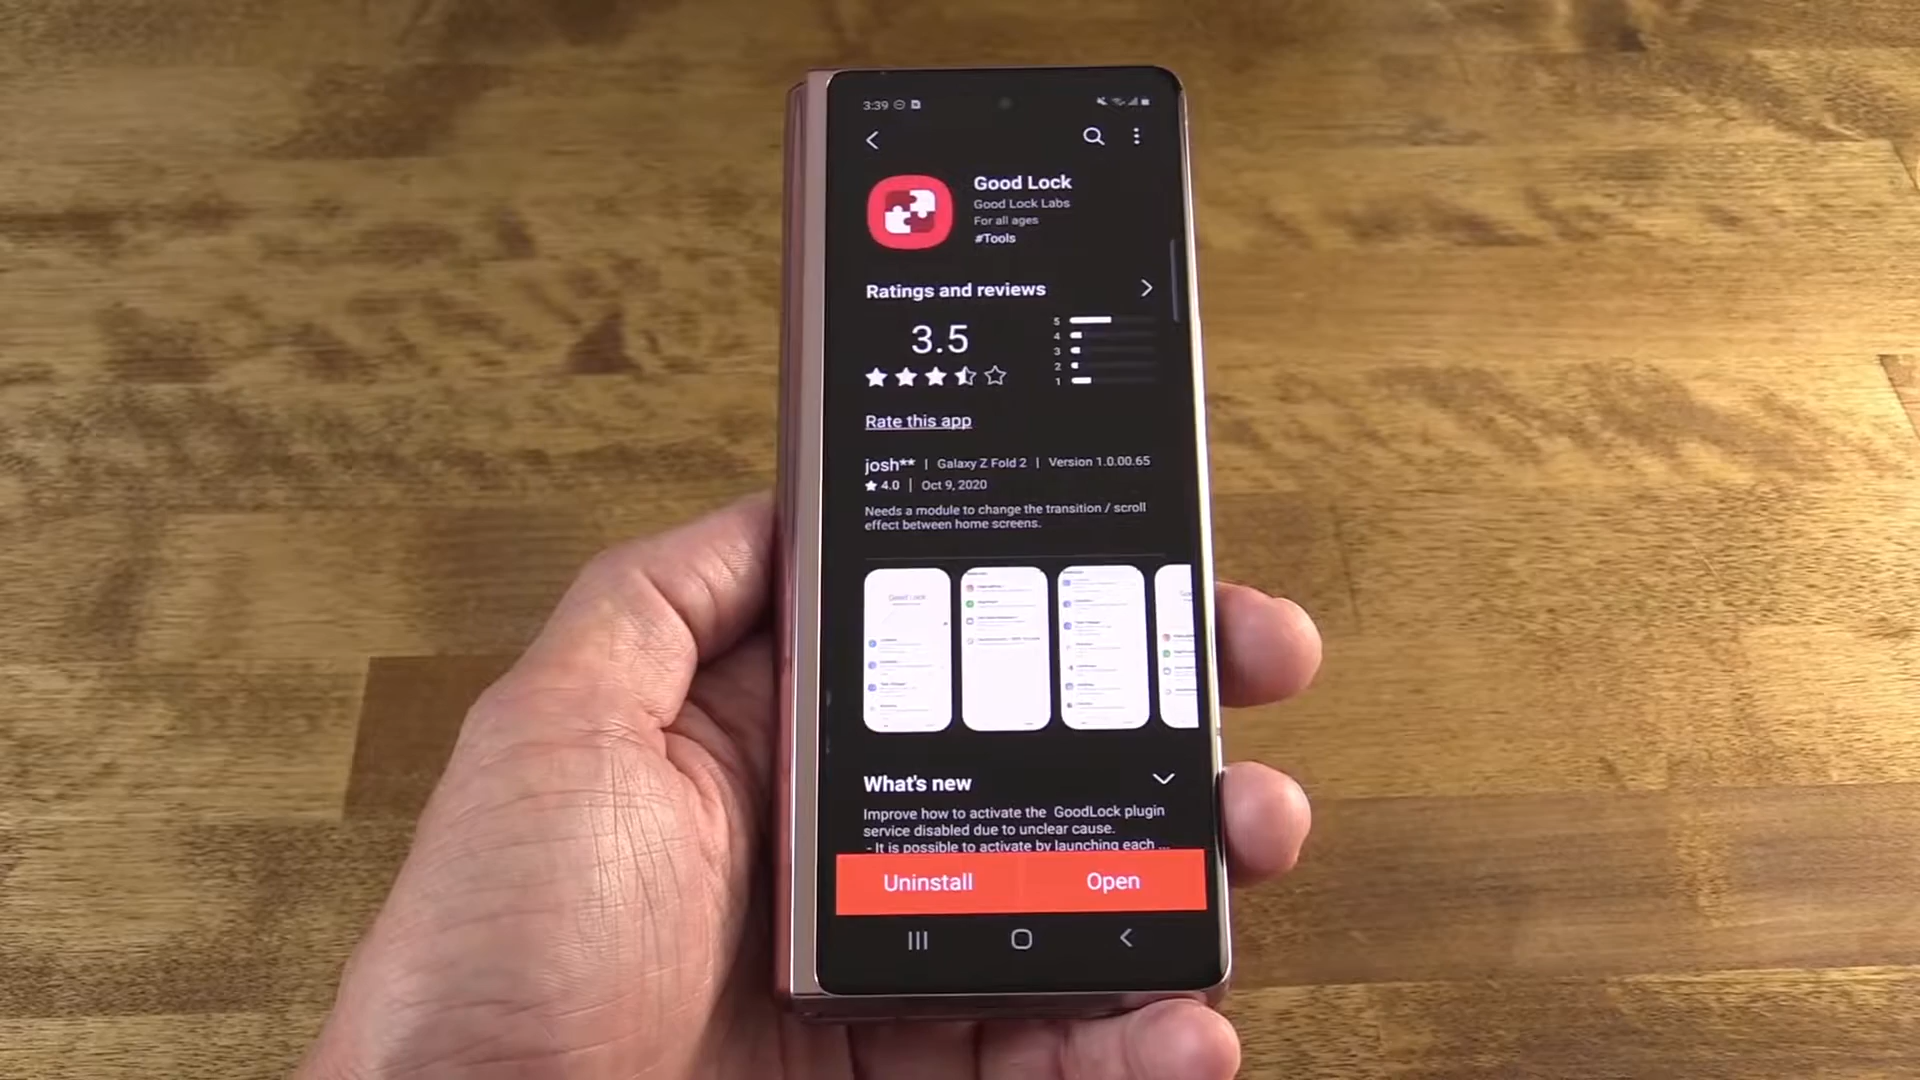 3:39
Good Lock
Good Lock Labs
For all ages
#Tools
Ratings and reviews
3.5
5
4
3
2
1
Rate this app
josh** | Galaxy Z Fold 2 | Version 1.0.00.65
4.0 | Oct 9, 2020
Needs a module to change the transition / scroll
effect between home screens.
Good Lock
What's new
Improve how to activate the GoodLock plugin
service disabled due to unclear cause.
- It is possible to activate by launching each ...
Uninstall
Open